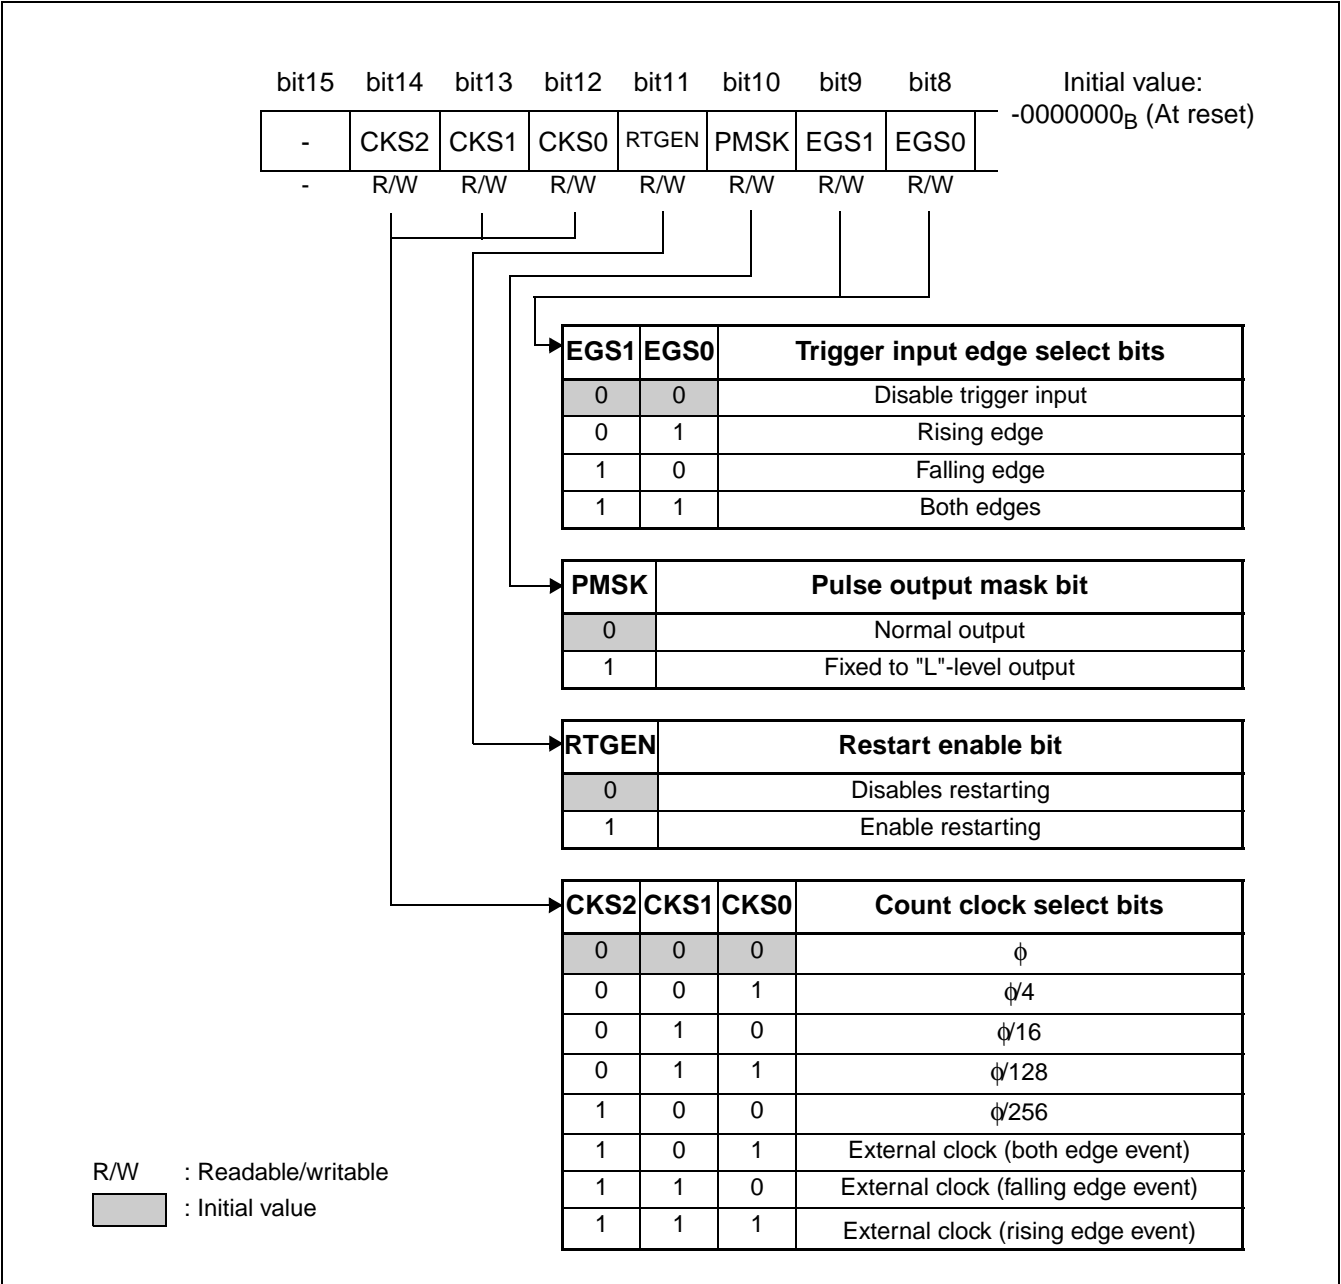 bit15 bit14 bit13 bit12 bit11 bit10 bit9 bit8 Initial value:
-0000000B (At reset)
- CKS2 CKS1 CKS0 RTGEN PMSK EGS1 EGS0
- R/W R/W R/W R/W R/W R/W R/W
EGS1 EGS0 Trigger input edge select bits
0 0 Disable trigger input
0 1 Rising edge
1 0 Falling edge
1 1 Both edges
PMSK Pulse output mask bit
0 Normal output
1 Fixed to "L"-level output
RTGEN Restart enable bit
0 Disables restarting
1 Enable restarting
CKS2 CKS1 CKS0 Count clock select bits
0 0 0 ϕ
0 0 1 ϕ/4
0 1 0 ϕ/16
0 1 1 ϕ/128
1 0 0 ϕ/256
1 0 1 External clock (both edge event)
1 1 0 External clock (falling edge event)
1 1 1 External clock (rising edge event)
R/W : Readable/writable
: Initial value